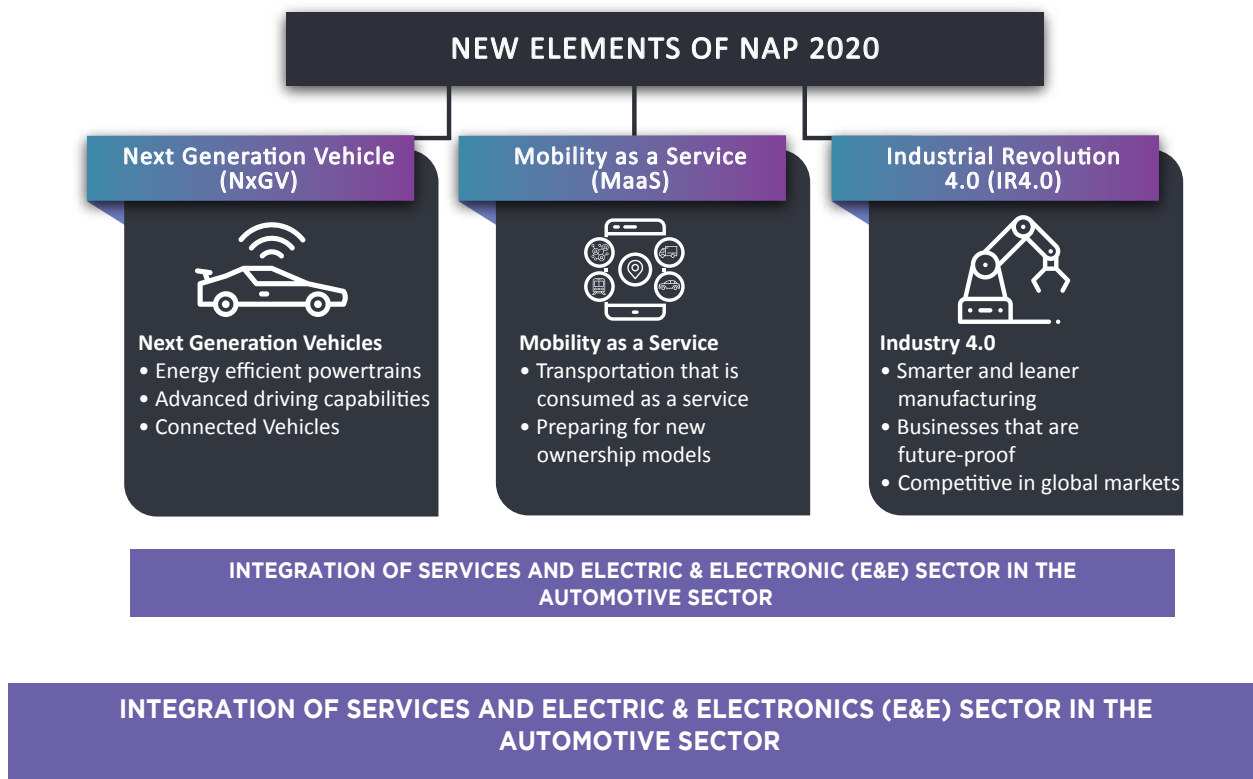 NEW ELEMENTS OF NAP 2020
Next Generation Vehicle
(NxGV)
Next Generation Vehicles
• Energy efficient powertrains
• Advanced driving capabilities
• Connected Vehicles
Mobility as a Service
(MaaS)
Mobility as a Service
• Transportation that is
consumed as a service
• Preparing for new
ownership models
Industrial Revolution
4.0 (IR4.0)
Industry 4.0
• Smarter and leaner
manufacturing
• Businesses that are
future-proof
• Competitive in global markets
INTEGRATION OF SERVICES AND ELECTRIC & ELECTRONIC (E&E) SECTOR IN THE
AUTOMOTIVE SECTOR
INTEGRATION OF SERVICES AND ELECTRIC & ELECTRONICS (E&E) SECTOR IN THE
AUTOMOTIVE SECTOR